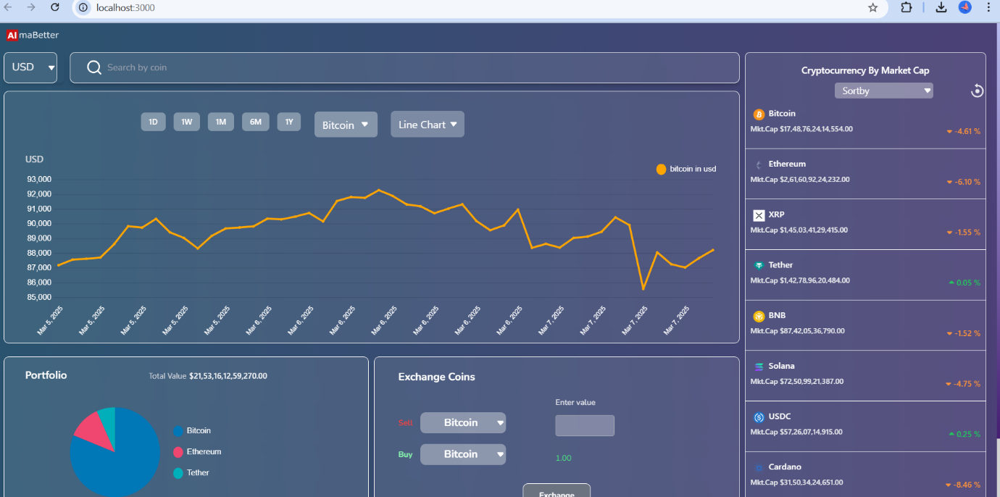 localhost:3000
AlmaBetter
USD
Search by coin
1D 1W 1M 6M 1Y Bitcoin Line Chart
USD
bitcoin in usd
93,000
92,000
91,000
90,000
89,000
88,000
87,000
86,000
85,000
Mar 5, 2025 Mar 5, 2025 Mar 5, 2025 Mar 5, 2025 Mar 5, 2025 Mar 6, 2025 Mar 6, 2025 Mar 6, 2025 Mar 6, 2025 Mar 6, 2025 Mar 6, 2025 Mar 6, 2025 Mar 7, 2025 Mar 7, 2025 Mar 7, 2025 Mar 7, 2025
Portfolio
Total Value $21,53,16,12,59,270.00
Bitcoin
Ethereum
Tether
Exchange Coins
Enter value
Sell Bitcoin
Buy Bitcoin
1.00
Exchange
Cryptocurrency By Market Cap
Sortby
Bitcoin
Mkt.Cap $17,48,76,24,14,554.00
-4.61 %
Ethereum
Mkt.Cap $2,61,60,92,24,232.00
-6.10 %
XRP
Mkt.Cap $1,45,03,41,29,415.00
-1.55 %
Tether
Mkt.Cap $1,42,78,96,20,484.00
0.05 %
BNB
Mkt.Cap $87,42,05,36,790.00
-1.52 %
Solana
Mkt.Cap $72,50,99,21,387.00
-4.75 %
USDC
Mkt.Cap $57,26,07,14,915.00
0.25 %
Cardano
Mkt.Cap $31,50,34,24,651.00
-8.46 %